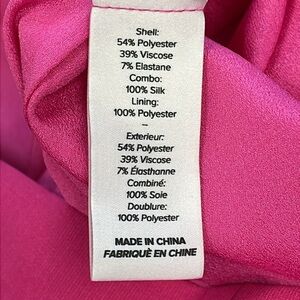 Shell:
54% Polyester
39% Viscose
7% Elastane
Combo:
100% Silk
Lining:
100% Polyester
–
Exterieur:
54% Polyester
39% Viscose
7% Élasthanne
Combiné:
100% Soie
Doublure:
100% Polyester
MADE IN CHINA
FABRIQUÈ EN CHINE